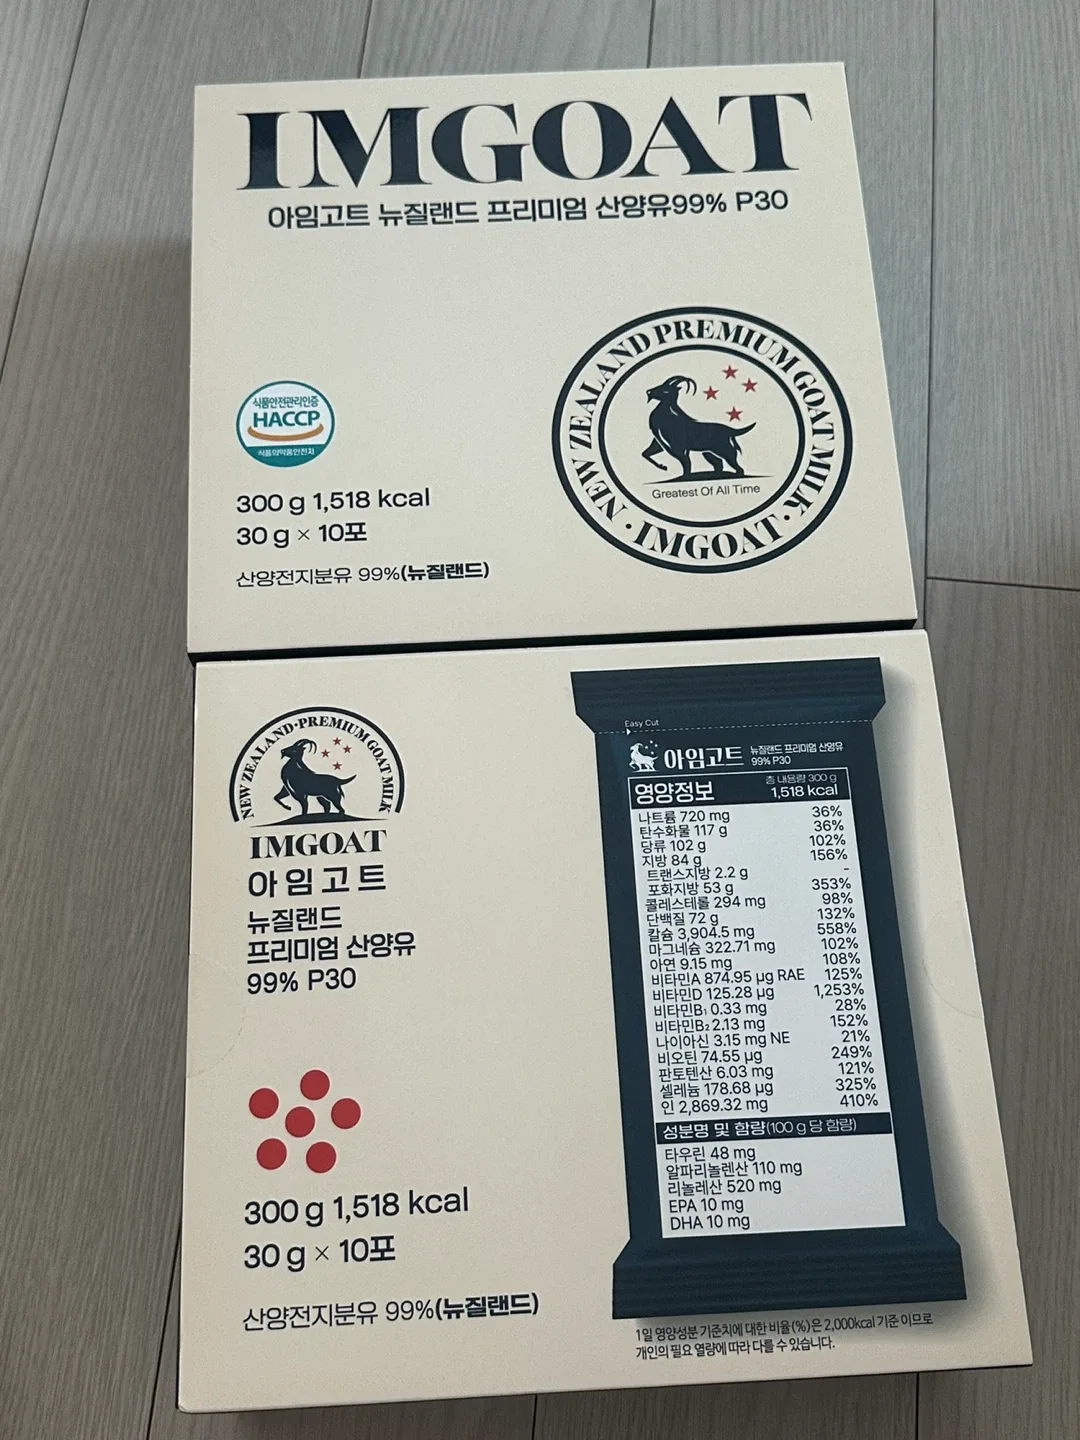 IMGOAT
아임고트 뉴질랜드 프리미엄 산양유99% P30
식품안전관리인증
HACCP
식품의약품안전처
300 g 1,518 kcal
30 g × 10포
산양전지분유 99%(뉴질랜드)
NEW ZEALAND PREMIUM GOAT MILK
Greatest Of All Time
· IMGOAT ·
NEW ZEALAND·PREMIUM GOAT MILK
IMGOAT
아임고트
뉴질랜드
프리미엄 산양유
99% P30
300 g 1,518 kcal
30 g × 10포
산양전지분유 99%(뉴질랜드)
Easy Cut
아임고트 뉴질랜드 프리미엄 산양유
99% P30
영양정보 총 내용량 300 g
1,518 kcal
나트륨 720 mg 36%
탄수화물 117 g 36%
당류 102 g 102%
지방 84 g 156%
트랜스지방 2.2 g -
포화지방 53 g 353%
콜레스테롤 294 mg 98%
단백질 72 g 132%
칼슘 3,904.5 mg 558%
마그네슘 322.71 mg 102%
아연 9.15 mg 108%
비타민A 874.95 μg RAE 125%
비타민D 125.28 μg 1,253%
비타민B₁ 0.33 mg 28%
비타민B₂ 2.13 mg 152%
나이아신 3.15 mg NE 21%
비오틴 74.55 μg 249%
판토텐산 6.03 mg 121%
셀레늄 178.68 μg 325%
인 2,869.32 mg 410%
성분명 및 함량(100 g 당 함량)
타우린 48 mg
알파리놀렌산 110 mg
리놀레산 520 mg
EPA 10 mg
DHA 10 mg
1일 영양성분 기준치에 대한 비율(%)은 2,000kcal 기준 이므로
개인의 필요 열량에 따라 다를 수 있습니다.